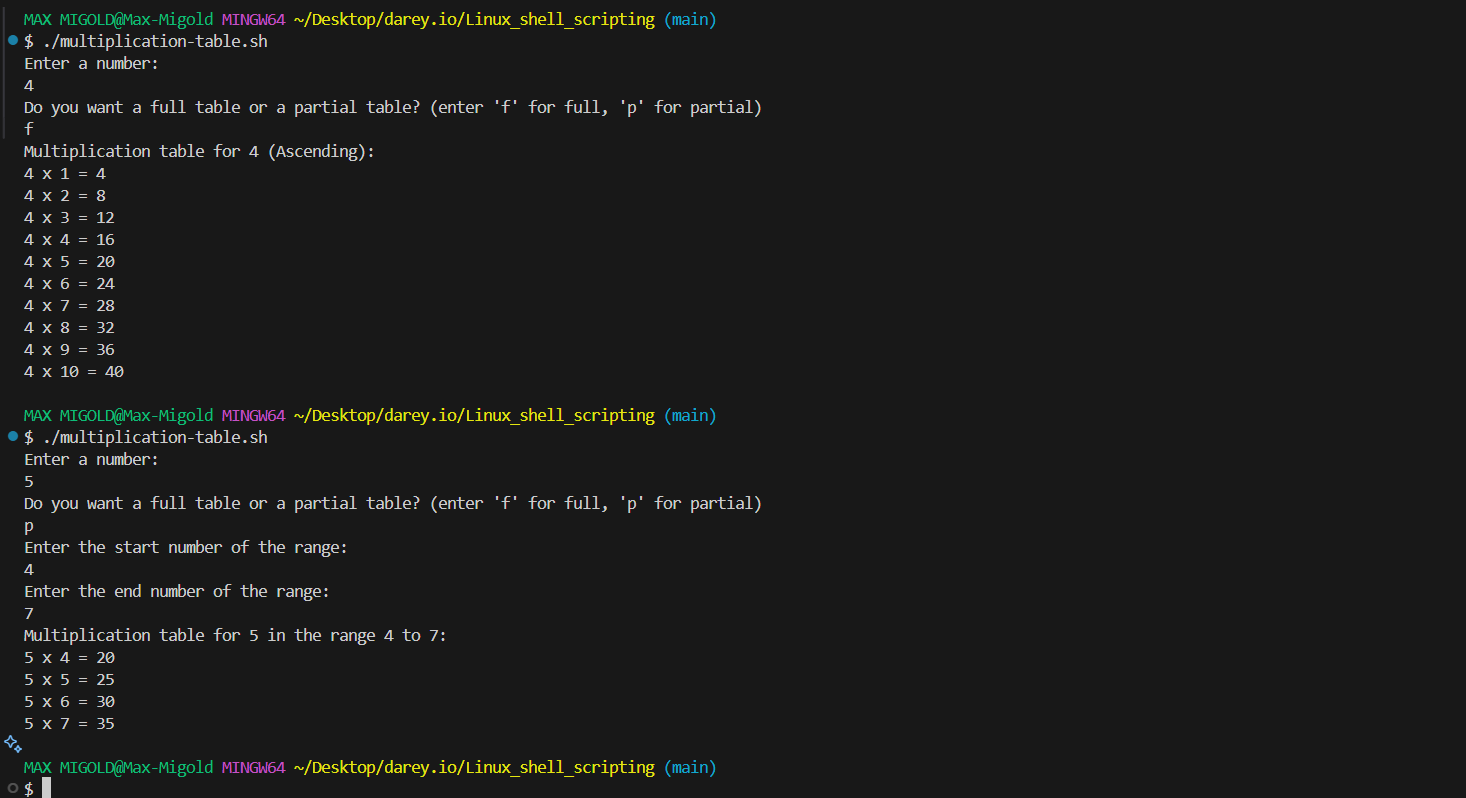 MAX MIGOLD@Max-Migold MINGW64 ~/Desktop/darey.io/Linux_shell_scripting (main)
$ ./multiplication-table.sh
Enter a number:
4
Do you want a full table or a partial table? (enter 'f' for full, 'p' for partial)
f
Multiplication table for 4 (Ascending):
4 x 1 = 4
4 x 2 = 8
4 x 3 = 12
4 x 4 = 16
4 x 5 = 20
4 x 6 = 24
4 x 7 = 28
4 x 8 = 32
4 x 9 = 36
4 x 10 = 40
MAX MIGOLD@Max-Migold MINGW64 ~/Desktop/darey.io/Linux_shell_scripting (main)
$ ./multiplication-table.sh
Enter a number:
5
Do you want a full table or a partial table? (enter 'f' for full, 'p' for partial)
p
Enter the start number of the range:
4
Enter the end number of the range:
7
Multiplication table for 5 in the range 4 to 7:
5 x 4 = 20
5 x 5 = 25
5 x 6 = 30
5 x 7 = 35
MAX MIGOLD@Max-Migold MINGW64 ~/Desktop/darey.io/Linux_shell_scripting (main)
$